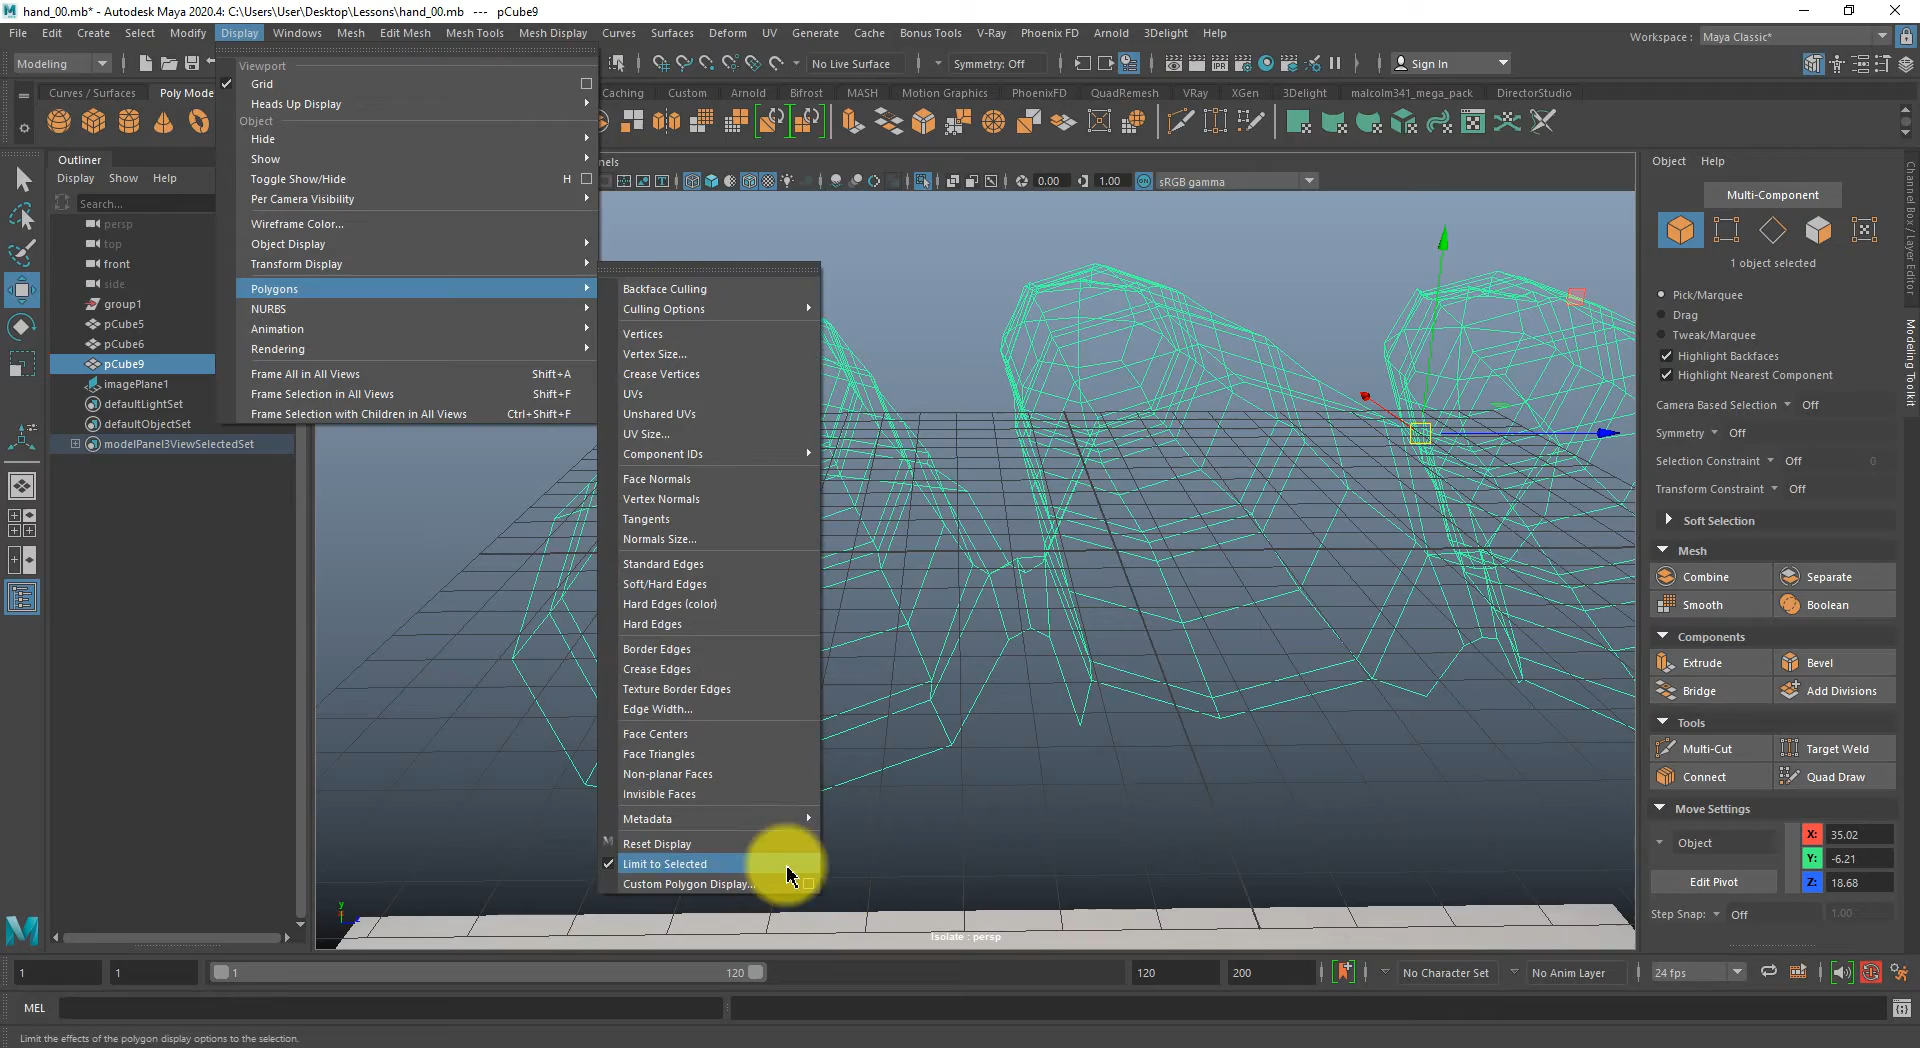 hand_00.mb* - Autodesk Maya 2020.4: C:\Users\User\Desktop\Lessons\hand_00.mb --- pCube9
File Edit Create Select Modify Display Windows Mesh Edit Mesh Mesh Tools Mesh Display Curves Surfaces Deform UV Generate Cache Bonus Tools V-Ray Phoenix FD Arnold 3Delight Help
Workspace : Maya Classic*
Modeling No Live Surface Symmetry: Off Sign In
Curves / Surfaces Poly Mode Caching Custom Arnold Bifrost MASH Motion Graphics PhoenixFD QuadRemesh VRay XGen 3Delight malcolm341_mega_pack DirectorStudio
Outliner
Display Show Help
Search...
persp
top
front
side
group1
pCube5
pCube6
pCube9
imagePlane1
defaultLightSet
defaultObjectSet
modelPanel3ViewSelectedSet
Viewport
Grid
Heads Up Display
Object
Hide
Show
Toggle Show/Hide H
Per Camera Visibility
Wireframe Color...
Object Display
Transform Display
Polygons
NURBS
Animation
Rendering
Frame All in All Views Shift+A
Frame Selection in All Views Shift+F
Frame Selection with Children in All Views Ctrl+Shift+F
Backface Culling
Culling Options
Vertices
Vertex Size...
Crease Vertices
UVs
Unshared UVs
UV Size...
Component IDs
Face Normals
Vertex Normals
Tangents
Normals Size...
Standard Edges
Soft/Hard Edges
Hard Edges (color)
Hard Edges
Border Edges
Crease Edges
Texture Border Edges
Edge Width...
Face Centers
Face Triangles
Non-planar Faces
Invisible Faces
Metadata
Reset Display
Limit to Selected
Custom Polygon Display...
nels
0.00 1.00 sRGB gamma
y
Isolate : persp
Object Help
Multi-Component
1 object selected
Pick/Marquee
Drag
Tweak/Marquee
Highlight Backfaces
Highlight Nearest Component
Camera Based Selection Off
Symmetry Off
Selection Constraint Off 0
Transform Constraint Off
Soft Selection
Mesh
Combine Separate
Smooth Boolean
Components
Extrude Bevel
Bridge Add Divisions
Tools
Multi-Cut Target Weld
Connect Quad Draw
Move Settings
Object X: 35.02
Y: -6.21
Edit Pivot Z: 18.68
Step Snap: Off 1.00
Channel Box / Layer Editor
Modeling Toolkit
1 1 1 120 120 200 No Character Set No Anim Layer 24 fps
MEL
Limit the effects of the polygon display options to the selection.